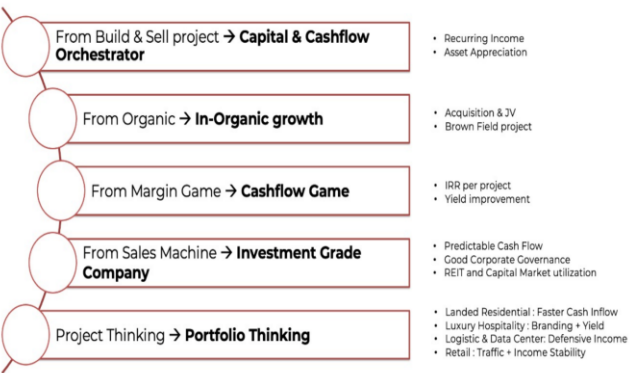 From Build & Sell project → Capital & Cashflow
Orchestrator
• Recurring Income
• Asset Appreciation
From Organic → In-Organic growth
• Acquisition & JV
• Brown Field project
From Margin Game → Cashflow Game
• IRR per project
• Yield improvement
From Sales Machine → Investment Grade
Company
• Predictable Cash Flow
• Good Corporate Governance
• REIT and Capital Market utilization
Project Thinking → Portfolio Thinking
• Landed Residential : Faster Cash Inflow
• Luxury Hospitality : Branding + Yield
• Logistic & Data Center: Defensive Income
• Retail : Traffic + Income Stability